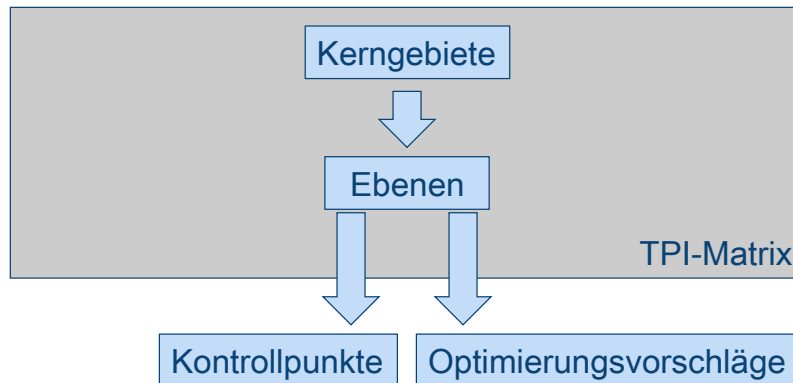 Kerngebiete
Ebenen
TPI-Matrix
Kontrollpunkte
Optimierungsvorschläge